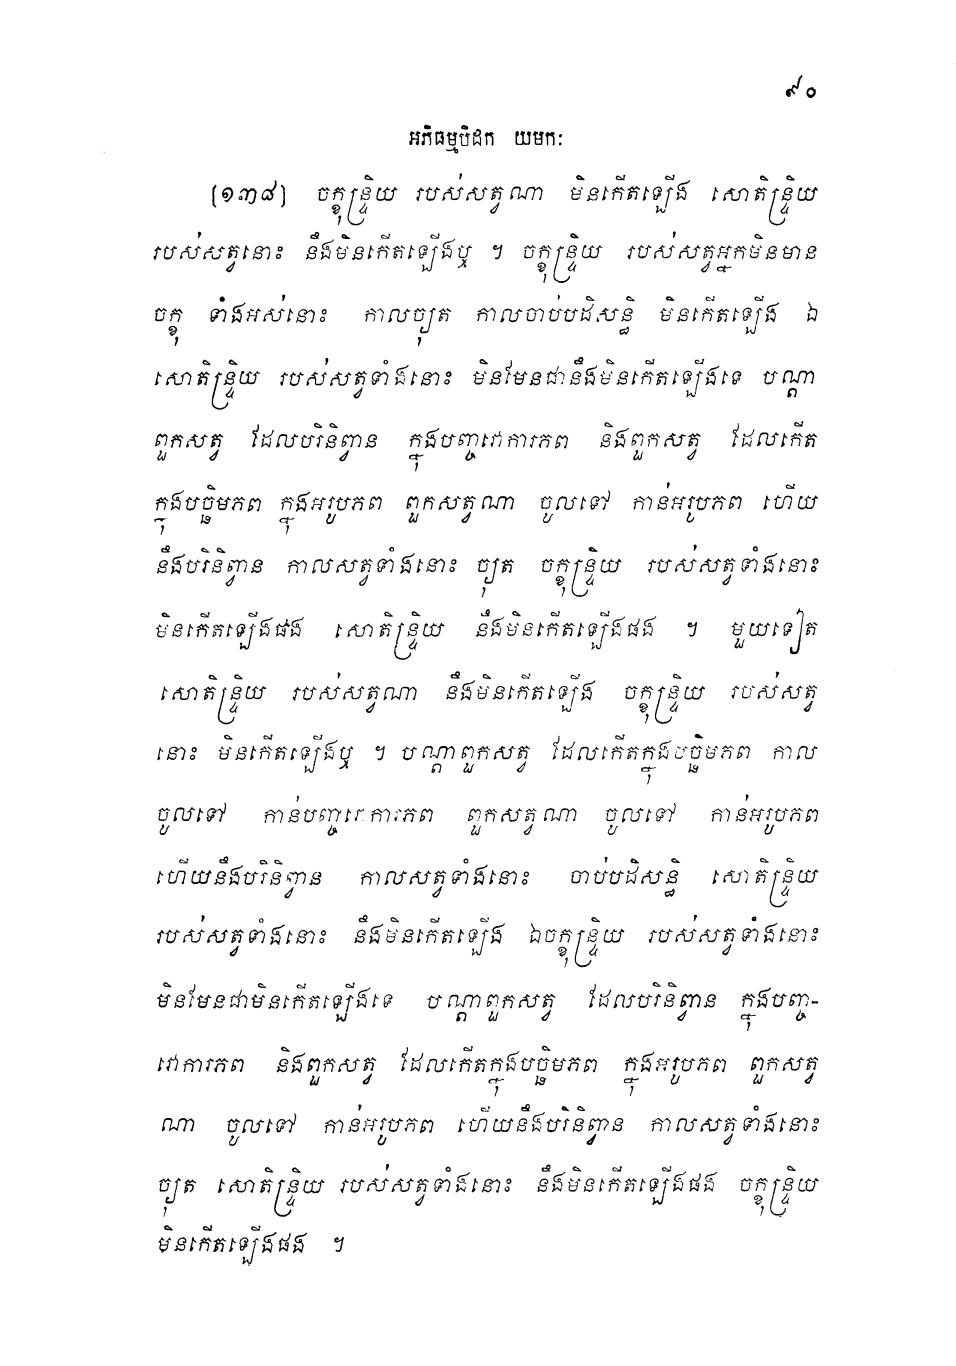 ៩០
អភិធម្មបិដក យមកៈ
[១៣៨] ចក្ខុន្ទ្រិយ របស់សត្វណា មិនកើតឡើង សោតិន្ទ្រិយ
របស់សត្វនោះ នឹងមិនកើតឡើងឬ ។ ចក្ខុន្ទ្រិយ របស់សត្វអ្នកមិនមាន
ចក្ខុ ទាំងអស់នោះ កាលច្យុត កាលចាប់បដិសន្ធិ មិនកើតឡើង ឯ
សោតិន្ទ្រិយ របស់សត្វទាំងនោះ មិនមែនជានឹងមិនកើតឡើងទេ បណ្តា
ពួកសត្វ ដែលបរិនិព្វាន ក្នុងបញ្ចវោការភព និងពួកសត្វ ដែលកើត
ក្នុងបច្ឆិមភព ក្នុងអរូបភព ពួកសត្វណា ចូលទៅ កាន់អរូបភព ហើយ
នឹងបរិនិព្វាន កាលសត្វទាំងនោះ ច្យុត ចក្ខុន្ទ្រិយ របស់សត្វទាំងនោះ
មិនកើតឡើងផង សោតិន្ទ្រិយ នឹងមិនកើតឡើងផង ។ មួយទៀត
សោតិន្ទ្រិយ របស់សត្វណា នឹងមិនកើតឡើង ចក្ខុន្ទ្រិយ របស់សត្វ
នោះ មិនកើតឡើងឬ ។ បណ្តាពួកសត្វ ដែលកើតក្នុងបច្ឆិមភព កាល
ចូលទៅ កាន់បញ្ចវោការភព ពួកសត្វណា ចូលទៅ កាន់អរូបភព
ហើយនឹងបរិនិព្វាន កាលសត្វទាំងនោះ ចាប់បដិសន្ធិ សោតិន្ទ្រិយ
របស់សត្វទាំងនោះ នឹងមិនកើតឡើង ឯចក្ខុន្ទ្រិយ របស់សត្វទាំងនោះ
មិនមែនជាមិនកើតឡើងទេ បណ្តាពួកសត្វ ដែលបរិនិព្វាន ក្នុងបញ្ច-
វោការភព និងពួកសត្វ ដែលកើតក្នុងបច្ឆិមភព ក្នុងអរូបភព ពួកសត្វ
ណា ចូលទៅ កាន់អរូបភព ហើយនឹងបរិនិព្វាន កាលសត្វទាំងនោះ
ច្យុត សោតិន្ទ្រិយ របស់សត្វទាំងនោះ នឹងមិនកើតឡើងផង ចក្ខុន្ទ្រិយ
មិនកើតឡើងផង ។